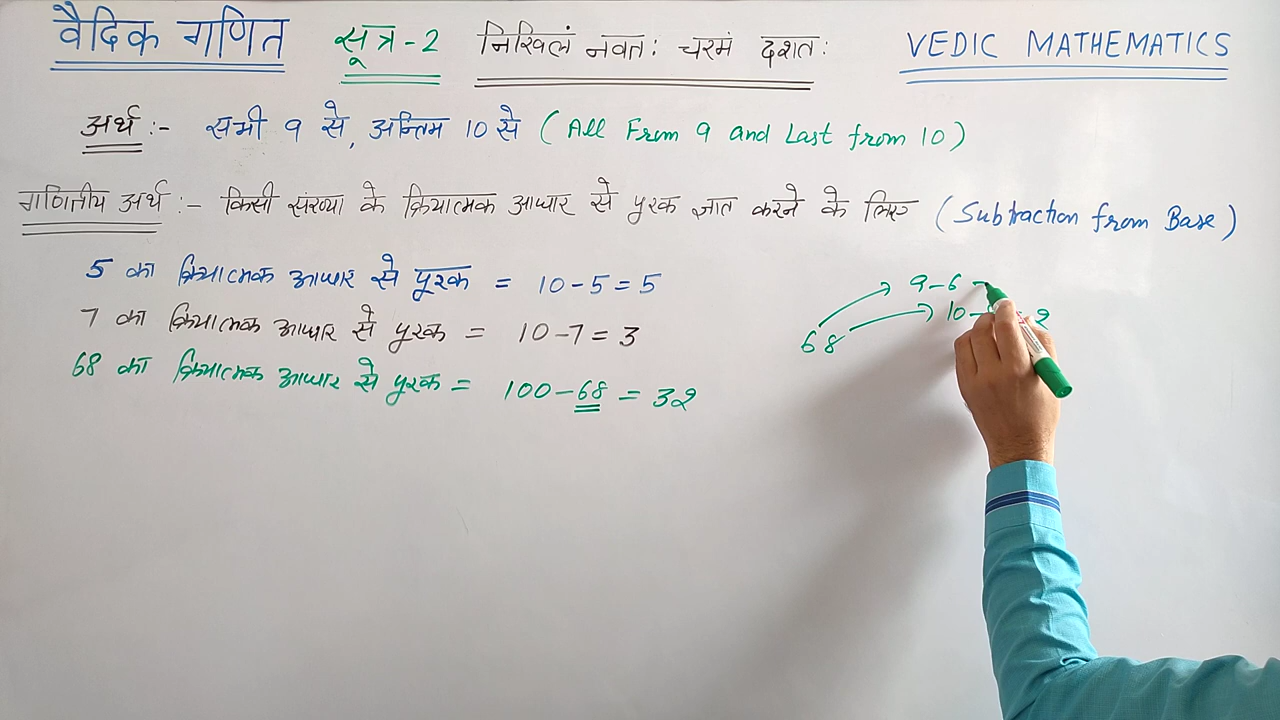 वैदिक गणित सूत्र-2 निखिलं नवतः चरमं दशतः VEDIC MATHEMATICS
अर्थ :- सभी 9 से, अन्तिम 10 से (All From 9 and Last from 10)
गणितीय अर्थ :- किसी संख्या के क्रियात्मक आधार से पूरक ज्ञात करने के लिए (Subtraction from Base)
5 का क्रियात्मक आधार से पूरक = 10-5=5
7 का क्रियात्मक आधार से पूरक = 10-7=3
68 का क्रियात्मक आधार से पूरक = 100-68 = 32
9-6
10- 2
68